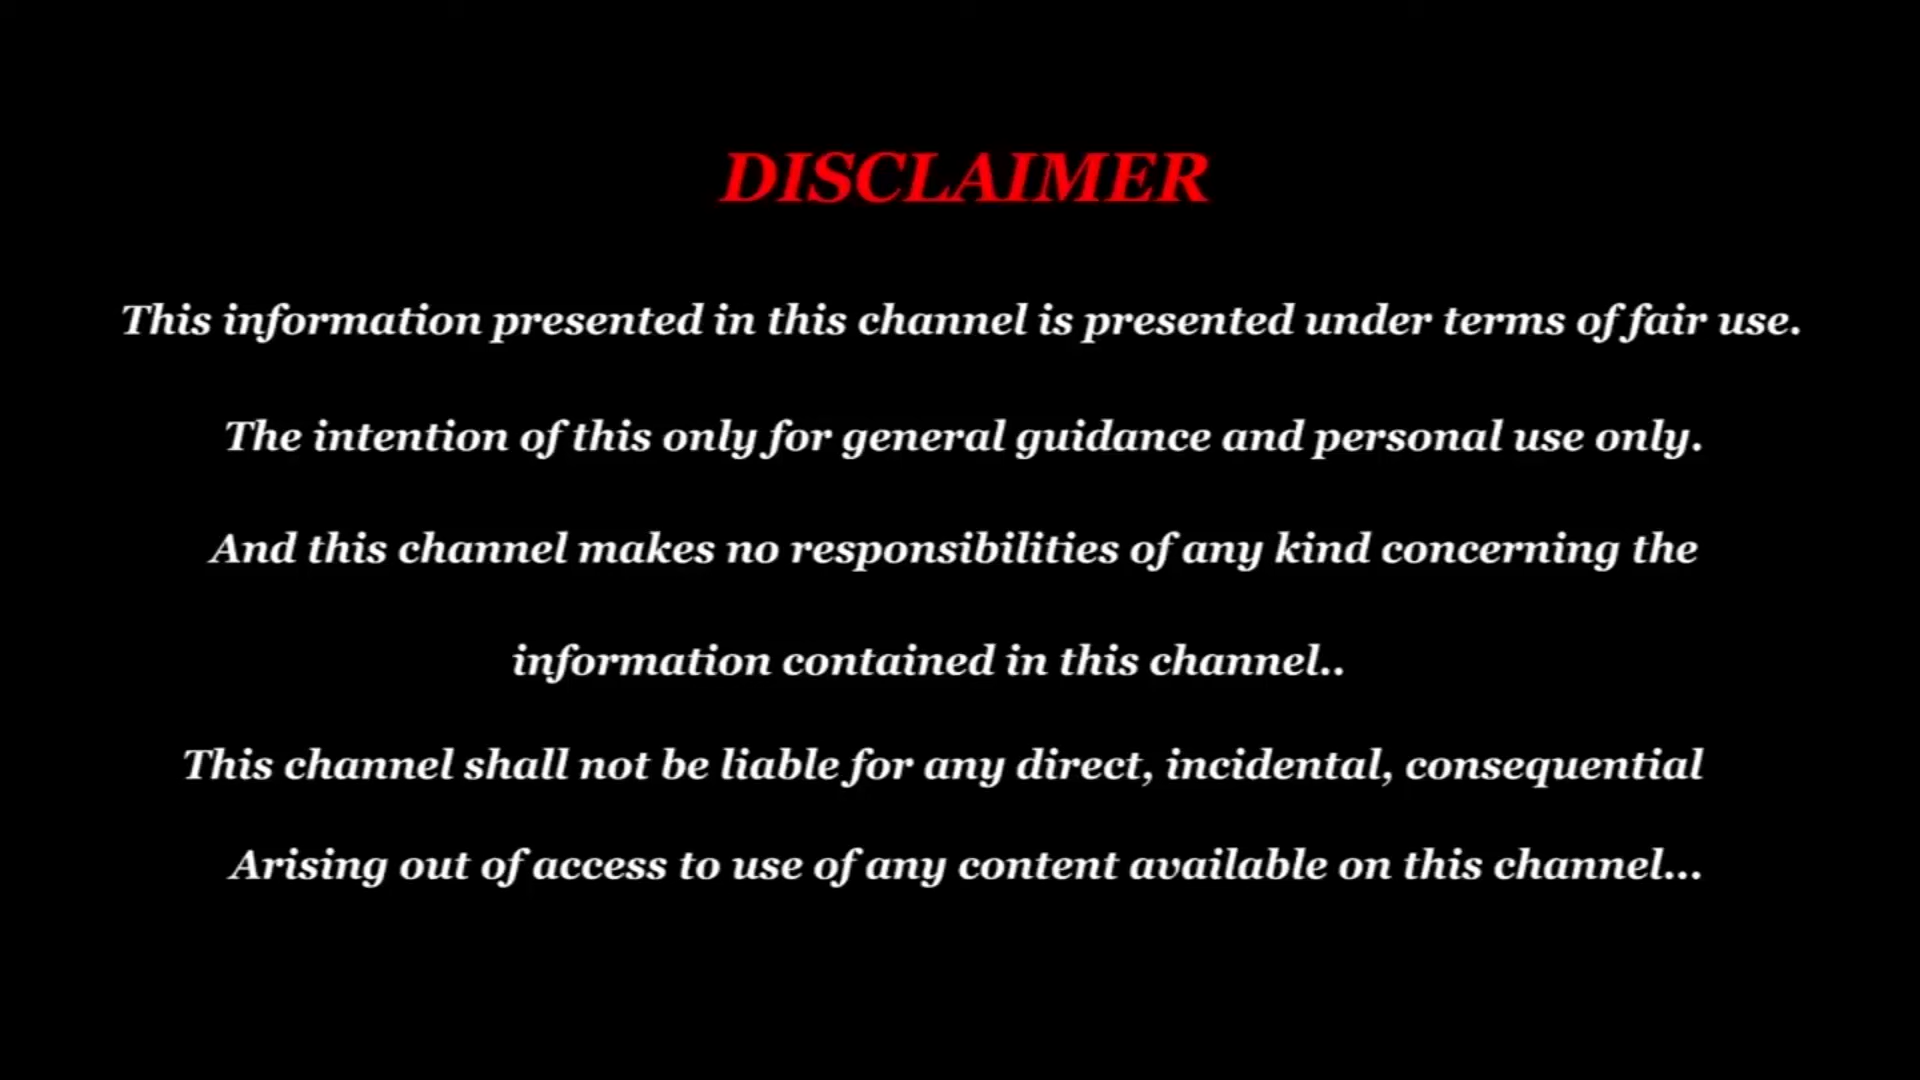 DISCLAIMER
This information presented in this channel is presented under terms of fair use.
The intention of this only for general guidance and personal use only.
And this channel makes no responsibilities of any kind concerning the
information contained in this channel..
This channel shall not be liable for any direct, incidental, consequential
Arising out of access to use of any content available on this channel...